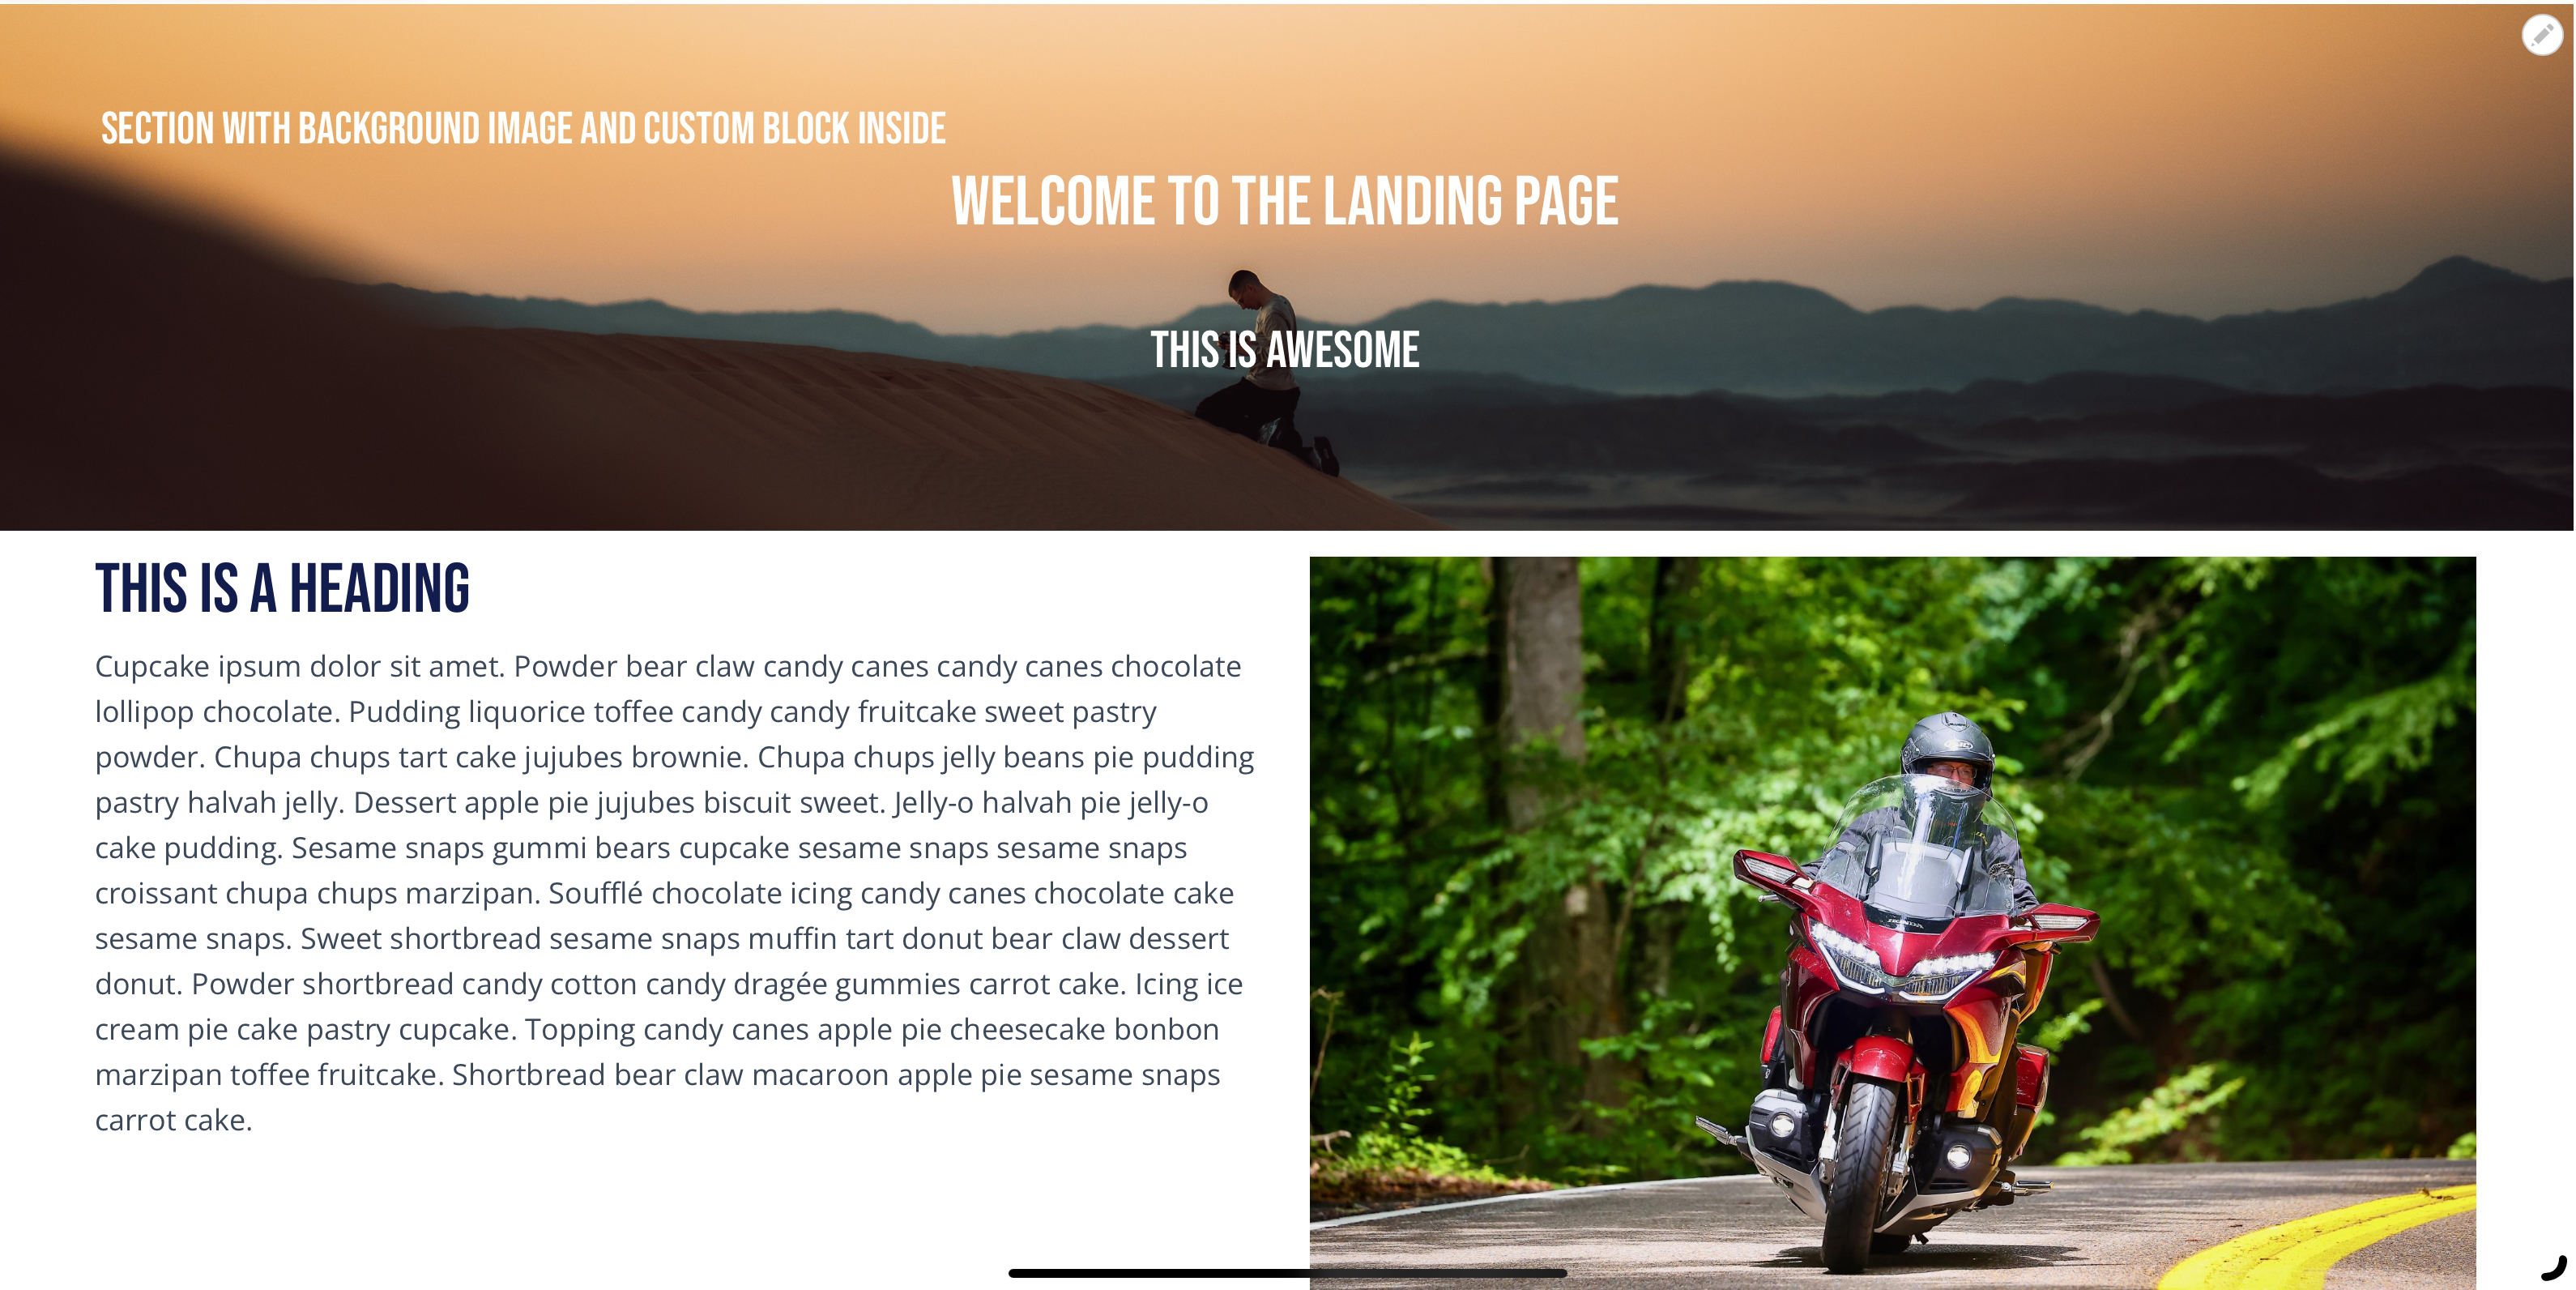 SECTION WITH BACKGROUND IMAGE AND CUSTOM BLOCK INSIDE
WELCOME TO THE LANDING PAGE
THIS IS AWESOME
THIS IS A HEADING
Cupcake ipsum dolor sit amet. Powder bear claw candy canes candy canes chocolate
lollipop chocolate. Pudding liquorice toffee candy candy fruitcake sweet pastry
powder. Chupa chups tart cake jujubes brownie. Chupa chups jelly beans pie pudding
pastry halvah jelly. Dessert apple pie jujubes biscuit sweet. Jelly-o halvah pie jelly-o
cake pudding. Sesame snaps gummi bears cupcake sesame snaps sesame snaps
croissant chupa chups marzipan. Soufflé chocolate icing candy canes chocolate cake
sesame snaps. Sweet shortbread sesame snaps muffin tart donut bear claw dessert
donut. Powder shortbread candy cotton candy dragée gummies carrot cake. Icing ice
cream pie cake pastry cupcake. Topping candy canes apple pie cheesecake bonbon
marzipan toffee fruitcake. Shortbread bear claw macaroon apple pie sesame snaps
carrot cake.
HONDA